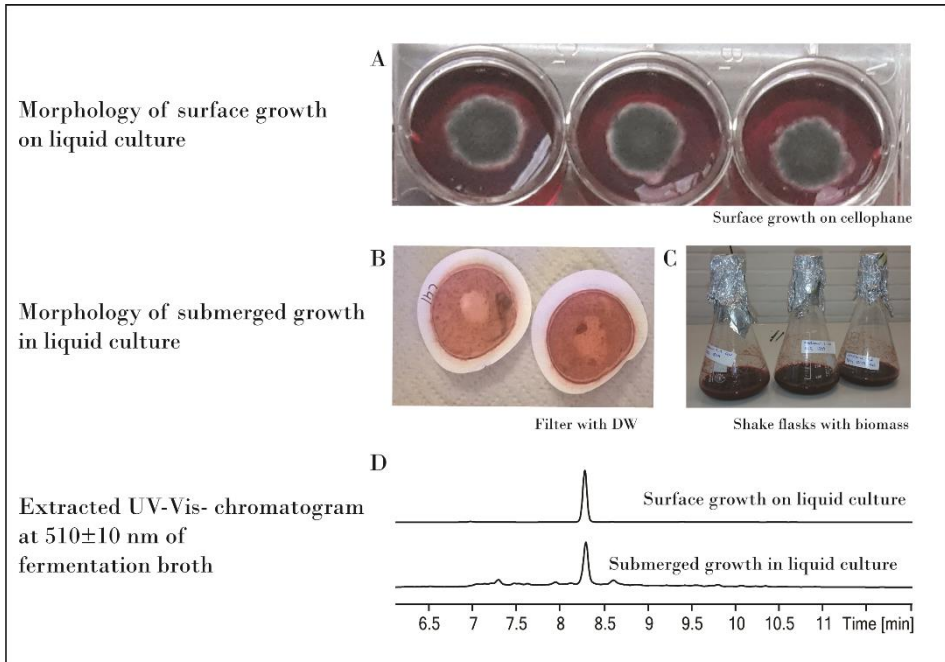 A
Morphology of surface growth
on liquid culture
Surface growth on cellophane
B
C
Morphology of submerged growth
in liquid culture
Filter with DW
Shake flasks with biomass
D
Extracted UV-Vis- chromatogram
at 510±10 nm of
fermentation broth
Surface growth on liquid culture
Submerged growth in liquid culture
6.5 7 7.5 8 8.5 9 9.5 10 10.5 11 Time [min]